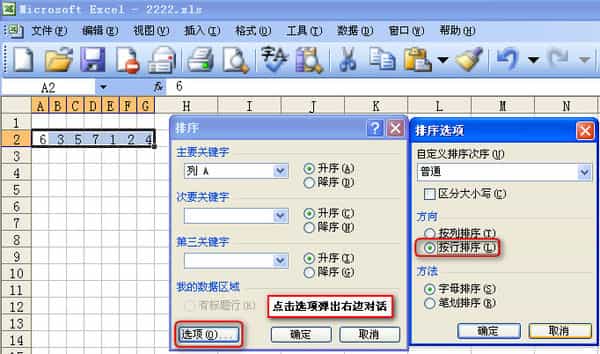 Microsoft Excel - 2222.xls
文件(F) 编辑(E) 视图(V) 插入(I) 格式(O) 工具(T) 数据(D) 窗口(W) 帮助(H)
A2 6
A B C D E F G H I J K L M N
1
2 6 3 5 7 1 2 4
3
4
5
6
7
8
9
10
11
12
13
14
排序
主要关键字
列 A
升序(A)
降序(D)
次要关键字
升序(C)
降序(N)
第三关键字
升序(I)
降序(G)
我的数据区域
有标题行(R)
点击选项弹出右边对话
选项(O)... 确定 取消
排序选项
自定义排序次序(U)
普通
区分大小写(C)
方向
按列排序(T)
按行排序(L)
方法
字母排序(S)
笔划排序(R)
确定 取消